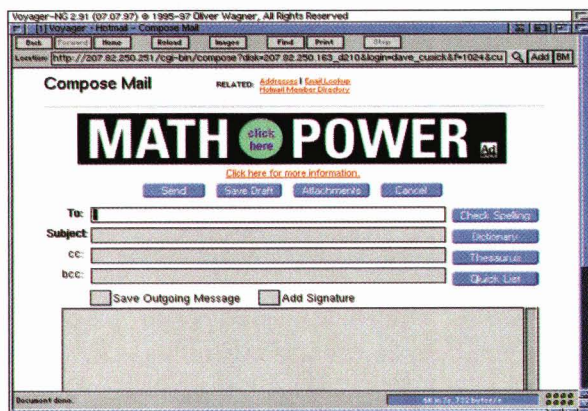 Voyager-NG 2.91 (07.07.97) © 1995-97 Oliver Wagner, All Rights Reserved
[1] Voyager · Hotmail - Compose Mail
Back Forward Home Reload Images Find Print Stop
Location: http://207.82.250.251/cgi-bin/compose?disk=207.82.250.163_d210&login=dave_cusick&f=1024&cu Add BM
Compose Mail
RELATED: Addresses | Email Lookup
Hotmail Member Directory
MATH click here POWER Ad
Click here for more information.
Send Save Draft Attachments Cancel
To: Check Spelling
Subject: Dictionary
cc: Thesaurus
bcc: Quick List
Save Outgoing Message Add Signature
Document done.